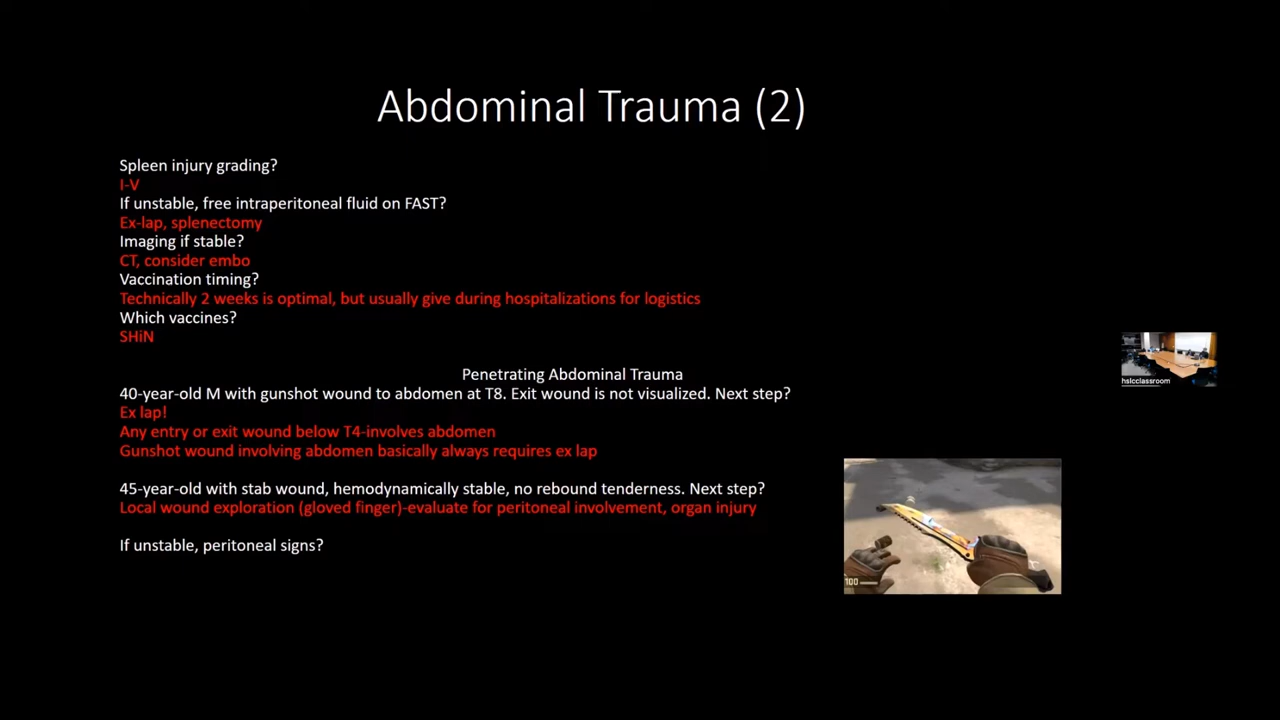 Abdominal Trauma (2)
Spleen injury grading?
I-V
If unstable, free intraperitoneal fluid on FAST?
Ex-lap, splenectomy
Imaging if stable?
CT, consider embo
Vaccination timing?
Technically 2 weeks is optimal, but usually give during hospitalizations for logistics
Which vaccines?
SHiN
Penetrating Abdominal Trauma
40-year-old M with gunshot wound to abdomen at T8. Exit wound is not visualized. Next step?
Ex lap!
Any entry or exit wound below T4-involves abdomen
Gunshot wound involving abdomen basically always requires ex lap
45-year-old with stab wound, hemodynamically stable, no rebound tenderness. Next step?
Local wound exploration (gloved finger)-evaluate for peritoneal involvement, organ injury
If unstable, peritoneal signs?
hslcclassroom
100